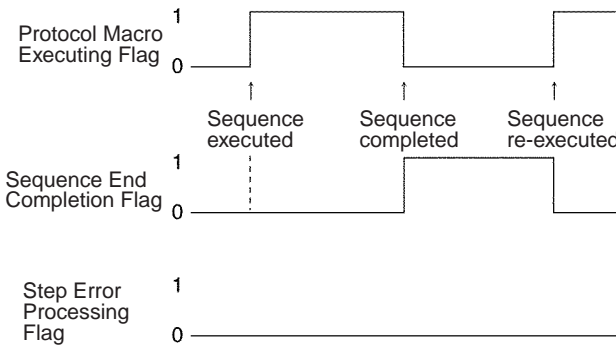 1
Protocol Macro
Executing Flag
0
Sequence executed
Sequence completed
Sequence re-executed
1
Sequence End
Completion Flag
0
1
Step Error
Processing
Flag
0